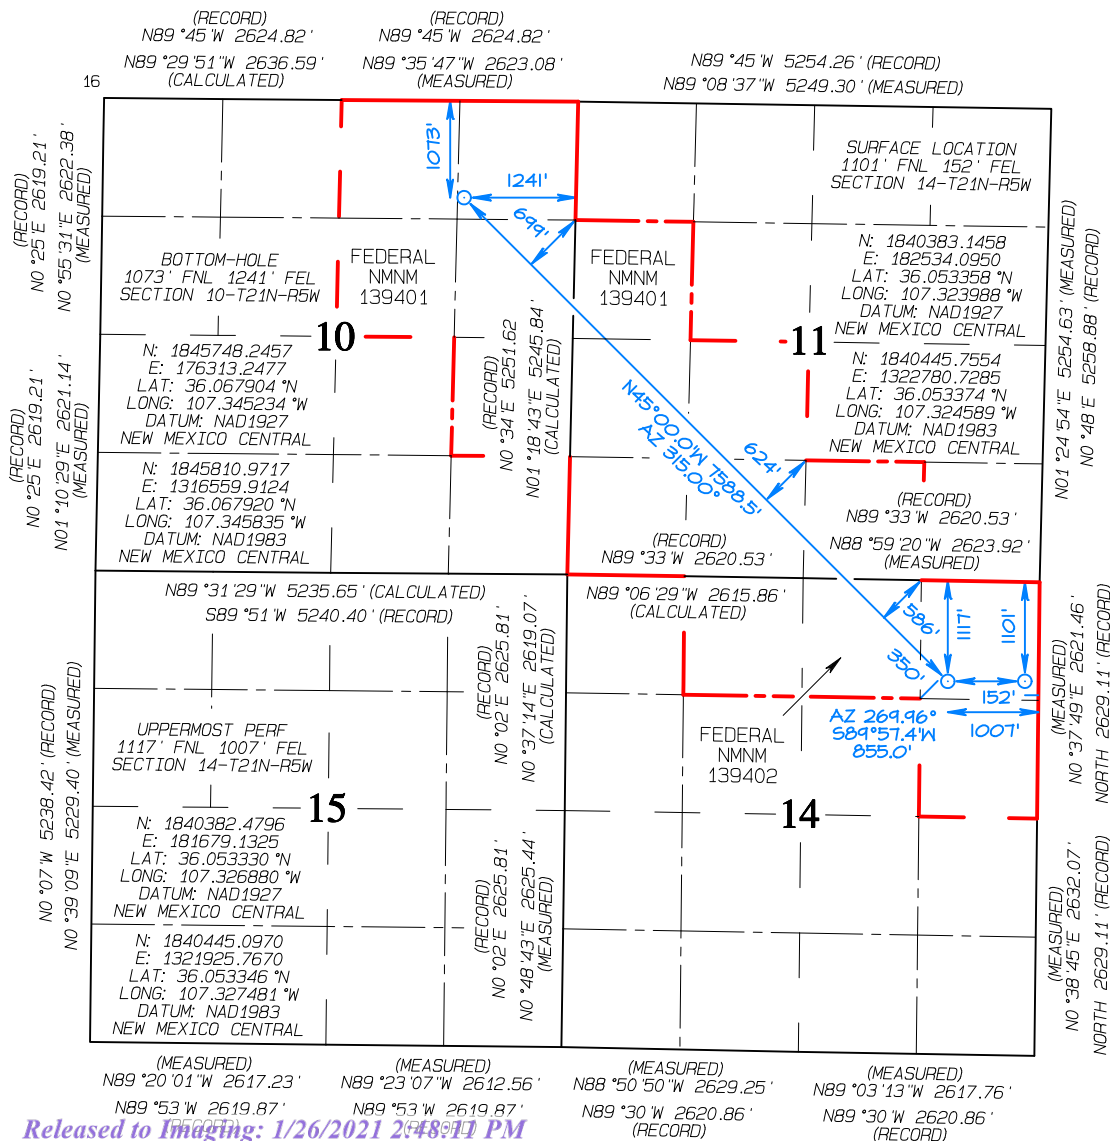 (RECORD)
N89°45'W 2624.82'
N89°29'51"W 2636.59'
(CALCULATED)
(RECORD)
N89°45'W 2624.82'
N89°35'47"W 2623.08'
(MEASURED)
N89°45'W 5254.26' (RECORD)
N89°08'37"W 5249.30' (MEASURED)
16
(RECORD)
N0°25'E 2619.21'
N0°55'31"E 2622.38'
(MEASURED)
1073'
1241'
699'
SURFACE LOCATION
1101' FNL 152' FEL
SECTION 14-T21N-R5W
N: 1840383.1458
E: 182534.0950
LAT: 36.053358°N
LONG: 107.323988°W
DATUM: NAD1927
NEW MEXICO CENTRAL
N: 1840445.7554
E: 1322780.7285
LAT: 36.053374°N
LONG: 107.324589°W
DATUM: NAD1983
NEW MEXICO CENTRAL
N01°24'54"E 5254.63' (MEASURED)
N0°48'E 5258.88' (RECORD)
BOTTOM-HOLE
1073' FNL 1241' FEL
SECTION 10-T21N-R5W
FEDERAL
NMNM
139401
FEDERAL
NMNM
139401
10
11
N: 1845748.2457
E: 176313.2477
LAT: 36.067904°N
LONG: 107.345234°W
DATUM: NAD1927
NEW MEXICO CENTRAL
N: 1845810.9717
E: 1316559.9124
LAT: 36.067920°N
LONG: 107.345835°W
DATUM: NAD1983
NEW MEXICO CENTRAL
(RECORD)
N0°25'E 2619.21'
N01°10'29"E 2621.14'
(MEASURED)
(RECORD)
N0°34'E 5251.62
N01°18'43"E 5245.84'
(CALCULATED)
N45°00.0'W 7588.5'
AZ 315.00°
624'
(RECORD)
N89°33'W 2620.53'
(RECORD)
N89°33'W 2620.53'
N88°59'20"W 2623.92'
(MEASURED)
N89°31'29"W 5235.65' (CALCULATED)
S89°51'W 5240.40' (RECORD)
N89°06'29"W 2615.86'
(CALCULATED)
(RECORD)
N0°02'E 2625.81'
N0°37'14"E 2619.07'
(CALCULATED)
586'
1117'
1101'
350'
152'
1007'
AZ 269.96°
S89°57.4'W
855.0'
(MEASURED)
N0°37'49"E 2621.46'
NORTH 2629.11' (RECORD)
N0°07'W 5238.42' (RECORD)
N0°39'09"E 5229.40' (MEASURED)
UPPERMOST PERF
1117' FNL 1007' FEL
SECTION 14-T21N-R5W
FEDERAL
NMNM
139402
15
14
N: 1840382.4796
E: 181679.1325
LAT: 36.053330°N
LONG: 107.326880°W
DATUM: NAD1927
NEW MEXICO CENTRAL
N: 1840445.0970
E: 1321925.7670
LAT: 36.053346°N
LONG: 107.327481°W
DATUM: NAD1983
NEW MEXICO CENTRAL
(RECORD)
N0°02'E 2625.81'
N0°48'43"E 2625.44'
(MEASURED)
(MEASURED)
N0°38'45"E 2632.07'
NORTH 2629.11' (RECORD)
(MEASURED)
N89°20'01"W 2617.23'
N89°53'W 2619.87'
(RECORD)
(MEASURED)
N89°23'07"W 2612.56'
N89°53'W 2619.87'
(RECORD)
(MEASURED)
N88°50'50"W 2629.25'
N89°30'W 2620.86'
(RECORD)
(MEASURED)
N89°03'13"W 2617.76'
N89°30'W 2620.86'
(RECORD)
Released to Imaging: 1/26/2021 2:48:11 PM